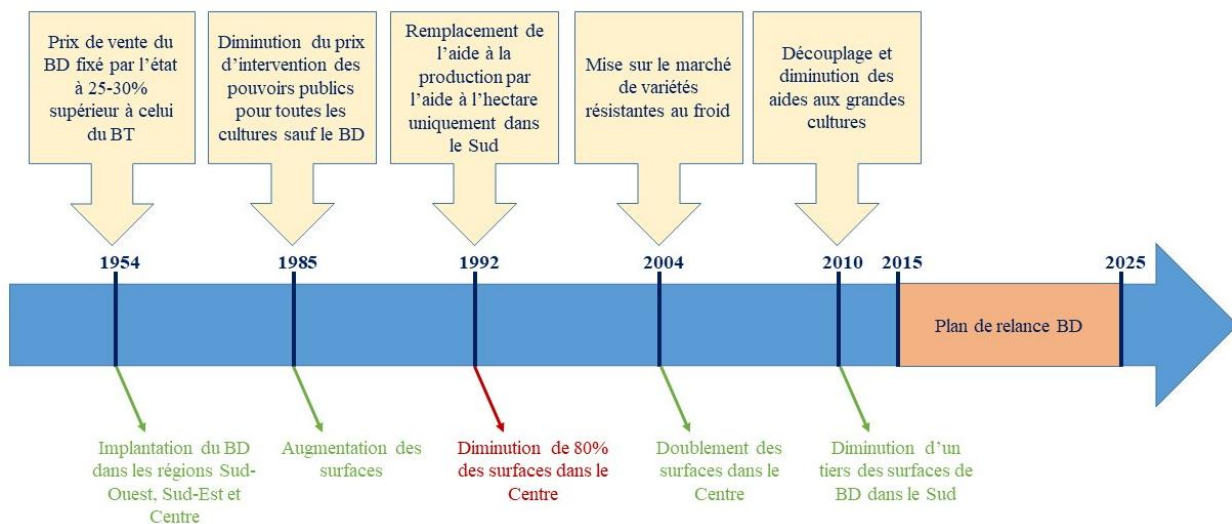 Prix de vente du
BD fixé par l'état
à 25-30%
supérieur à celui
du BT
Diminution du prix
d'intervention des
pouvoirs publics
pour toutes les
cultures sauf le BD
Remplacement de
l'aide à la
production par
l'aide à l'hectare
uniquement dans
le Sud
Mise sur le marché
de variétés
résistantes au froid
Découplage et
diminution des
aides aux grandes
cultures
1954
1985
1992
2004
2010
2015
2025
Plan de relance BD
Implantation du BD
dans les régions Sud-
Ouest, Sud-Est et
Centre
Augmentation des
surfaces
Diminution de 80%
des surfaces dans le
Centre
Doublement des
surfaces dans le
Centre
Diminution d'un
tiers des surfaces de
BD dans le Sud